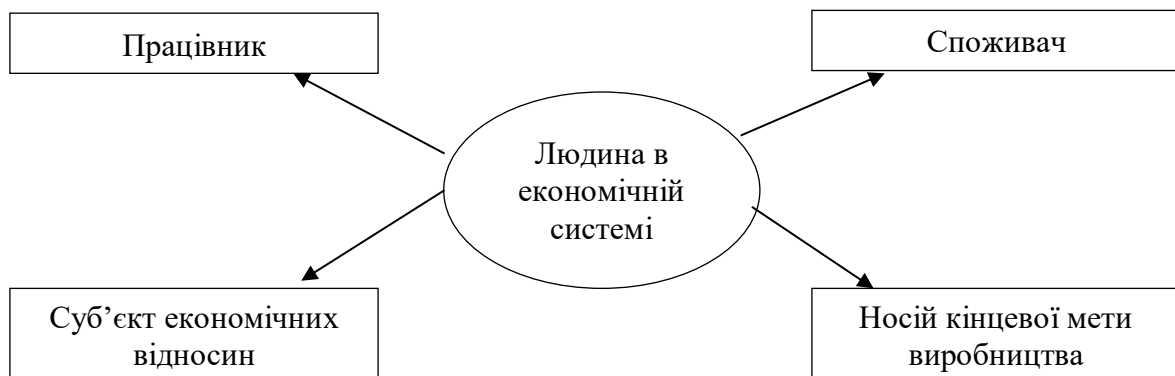 Працівник
Споживач
Людина в
економічній
системі
Суб’єкт економічних
відносин
Носій кінцевої мети
виробництва